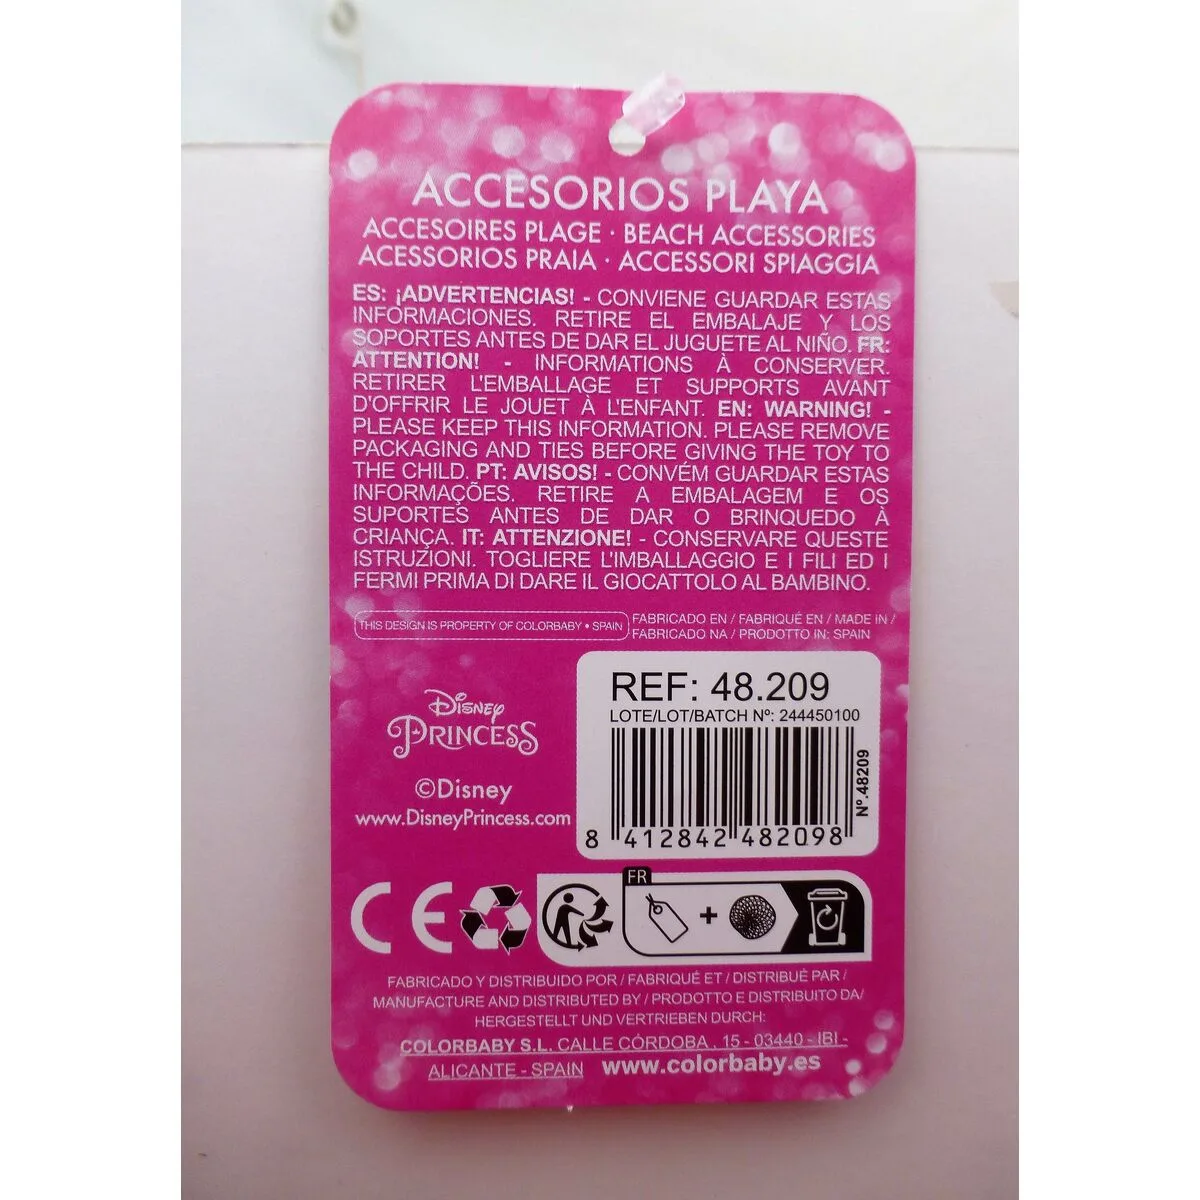 ACCESORIOS PLAYA
ACCESOIRES PLAGE · BEACH ACCESSORIES
ACESSORIOS PRAIA · ACCESSORI SPIAGGIA
ES: ¡ADVERTENCIAS! - CONVIENE GUARDAR ESTAS
INFORMACIONES. RETIRE EL EMBALAJE Y LOS
SOPORTES ANTES DE DAR EL JUGUETE AL NIÑO. FR:
ATTENTION! - INFORMATIONS À CONSERVER.
RETIRER L'EMBALLAGE ET SUPPORTS AVANT
D'OFFRIR LE JOUET À L'ENFANT. EN: WARNING! -
PLEASE KEEP THIS INFORMATION. PLEASE REMOVE
PACKAGING AND TIES BEFORE GIVING THE TOY TO
THE CHILD. PT: AVISOS! - CONVÉM GUARDAR ESTAS
INFORMAÇÕES. RETIRE A EMBALAGEM E OS
SUPORTES ANTES DE DAR O BRINQUEDO À
CRIANÇA. IT: ATTENZIONE! - CONSERVARE QUESTE
ISTRUZIONI. TOGLIERE L'IMBALLAGGIO E I FILI ED I
FERMI PRIMA DI DARE IL GIOCATTOLO AL BAMBINO.
THIS DESIGN IS PROPERTY OF COLORBABY • SPAIN
FABRICADO EN / FABRIQUÉ EN / MADE IN /
FABRICADO NA / PRODOTTO IN: SPAIN
REF: 48.209
LOTE/LOT/BATCH Nº: 244450100
Nº.48209
8 412842 482098
Disney
PRINCESS
©Disney
www.DisneyPrincess.com
CE
FR
+
FABRICADO Y DISTRIBUIDO POR / FABRIQUÉ ET / DISTRIBUÉ PAR /
MANUFACTURE AND DISTRIBUTED BY / PRODOTTO E DISTRIBUITO DA/
HERGESTELLT UND VERTRIEBEN DURCH:
COLORBABY S.L. CALLE CÓRDOBA , 15 - 03440 - IBI -
ALICANTE - SPAIN www.colorbaby.es